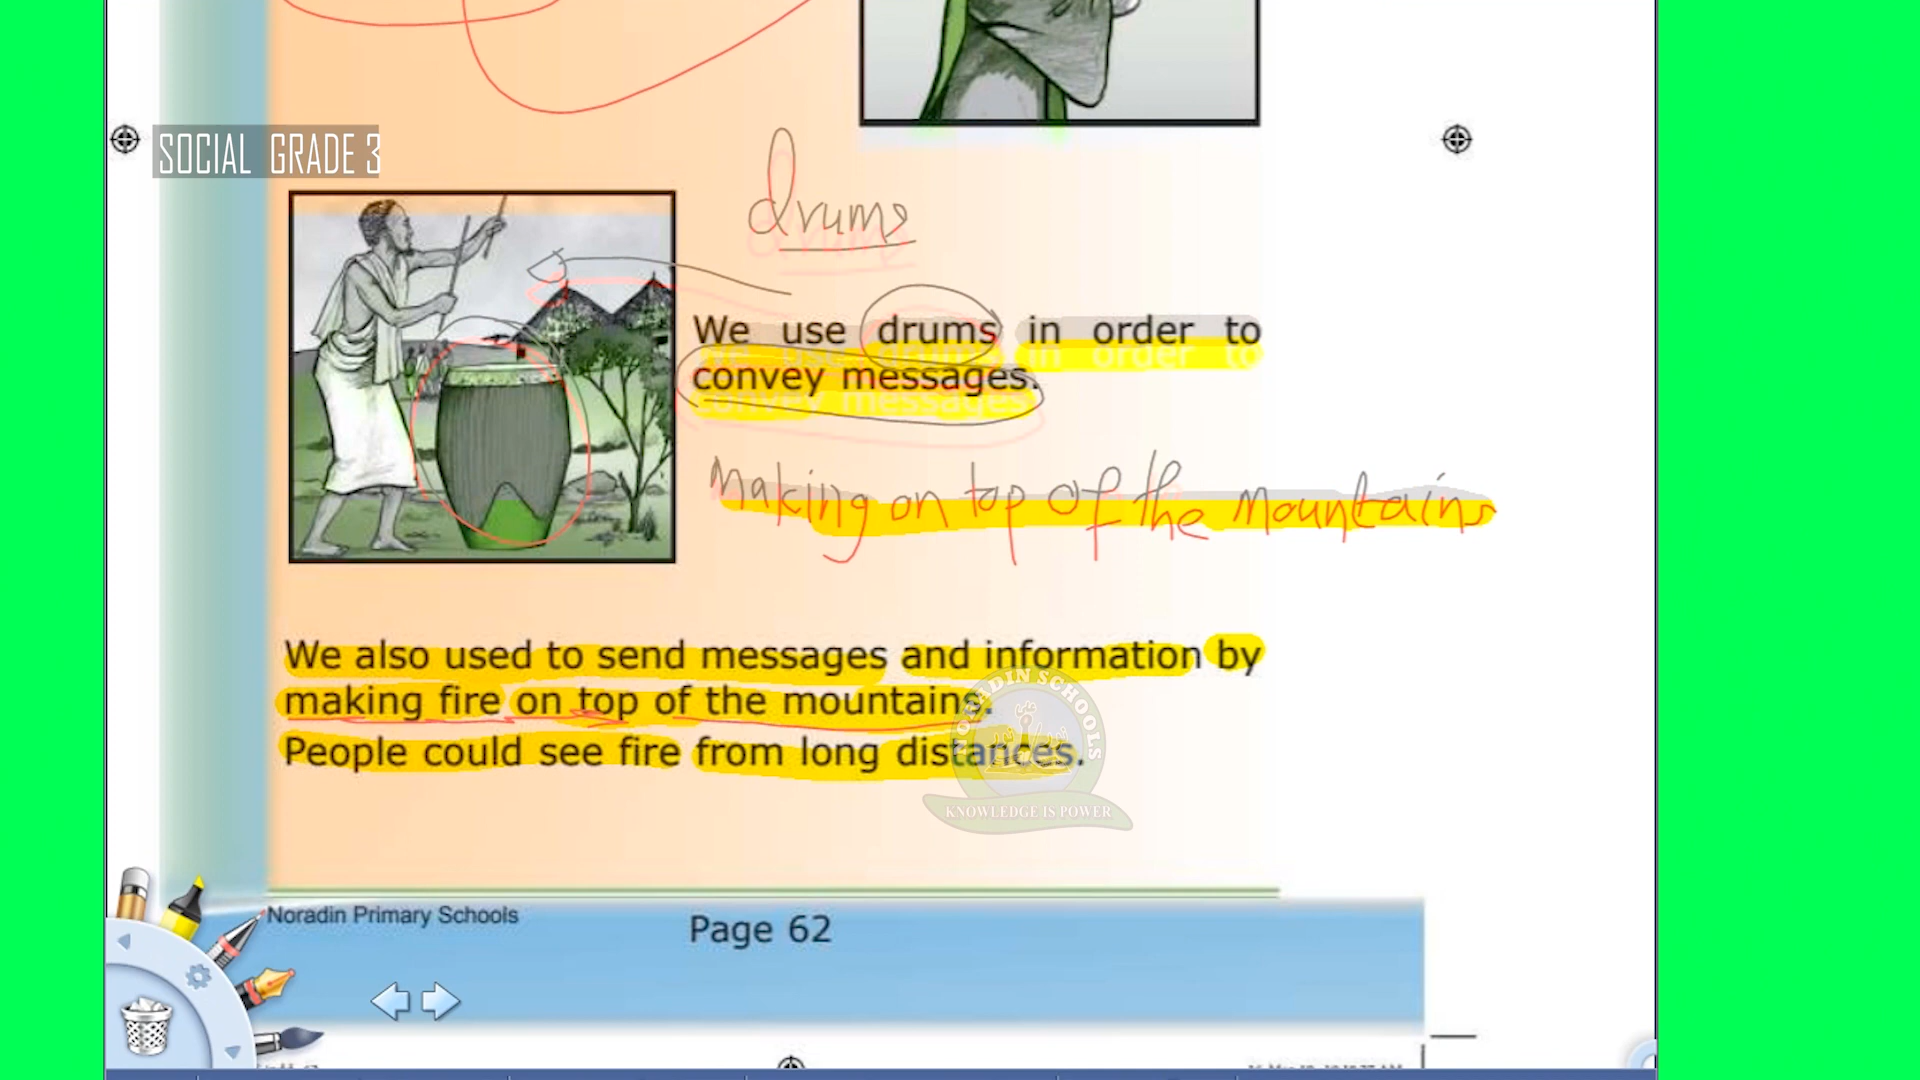 SOCIAL GRADE 3
drums
We use drums in order to
convey messages.
making on top of the mountains
We also used to send messages and information by
making fire on top of the mountains.
People could see fire from long distances.
NORADIN SCHOOLS
KNOWLEDGE IS POWER
Noradin Primary Schools
Page 62